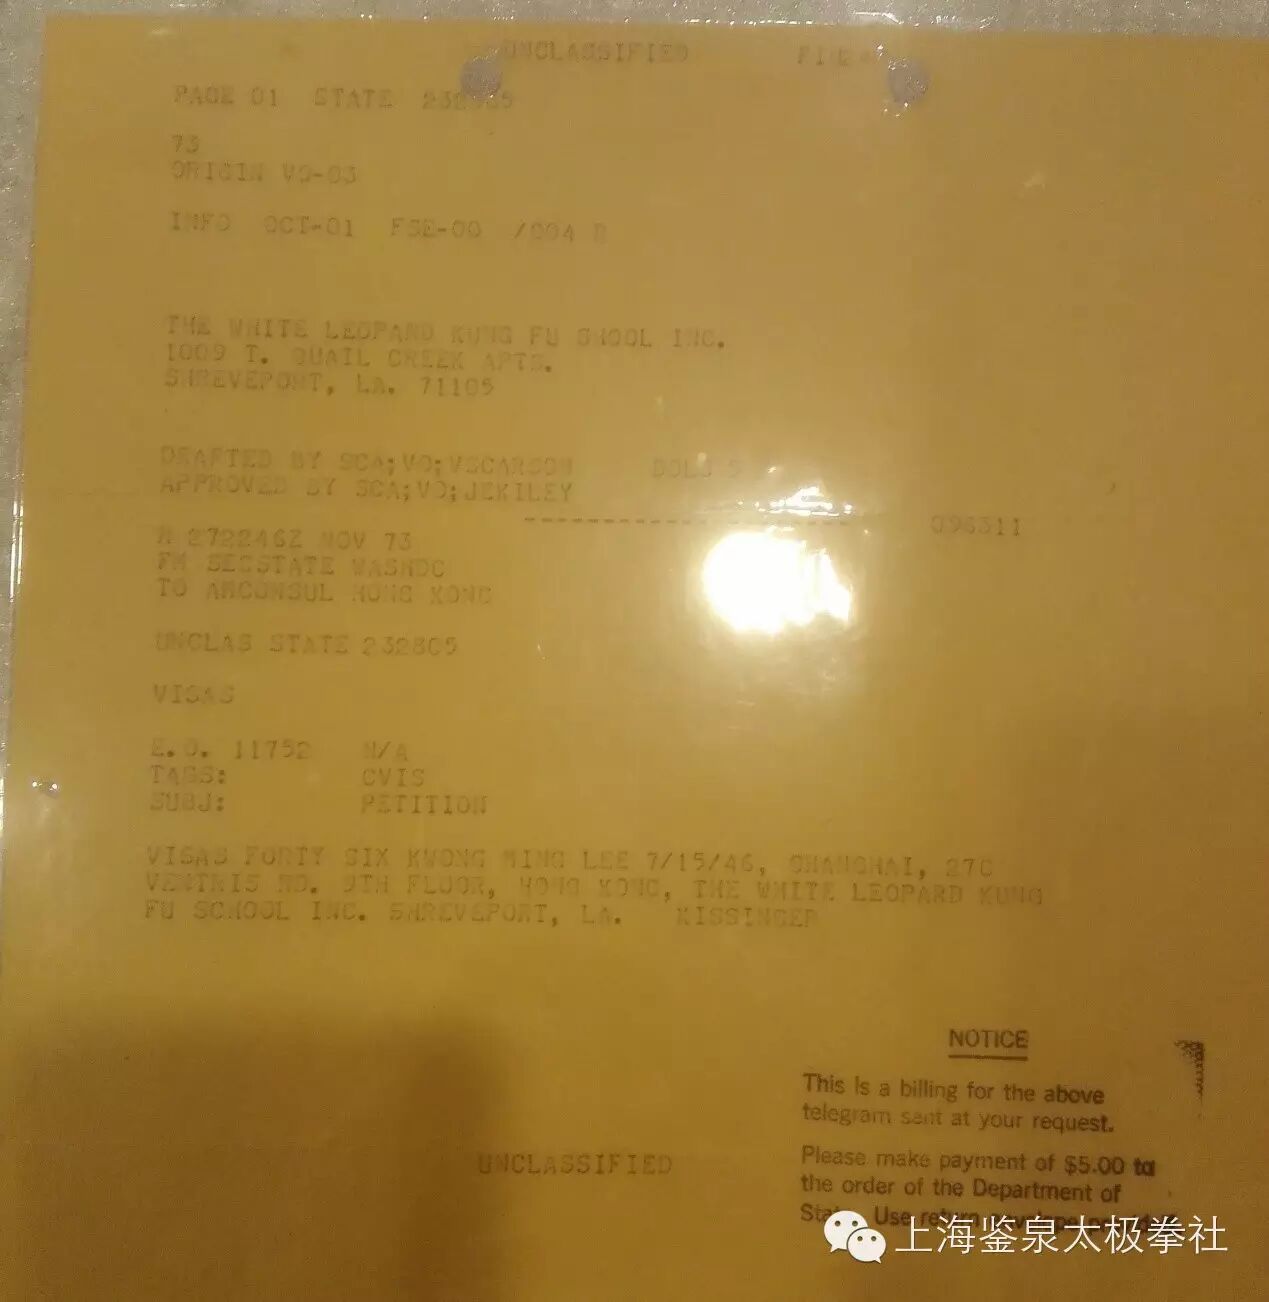 UNCLASSIFIED
PAGE 01 STATE
73
ORIGIN VO-03
INFO OCT-01 FSE-00 /004 R
THE WHITE LEOPARD KUNG FU SHOOL INC.
1009 T. QUAIL CREEK APTS.
SHREVEPORT, LA. 71105
DRAFTED BY SCA;VO;VSCARSON
APPROVED BY SCA;VO;JEKILEY
R 272246Z NOV 73
FM SECSTATE WASHDC
TO AMCONSUL HONG KONG
UNCLAS STATE 232805
VISAS
E.O. 11752 N/A
TAGS: CVIS
SUBJ: PETITION
VISAS FORTY SIX KWONG MING LEE 7/15/46, SHANGHAI, 27C
VENTRIS RD. 9TH FLOOR, HONG KONG, THE WHITE LEOPARD KUNG
FU SCHOOL INC. SHREVEPORT, LA. KISSINGER
NOTICE
This is a billing for the above
telegram sent at your request.
Please make payment of $5.00 to
the order of the Department of
State. Use return envelope
UNCLASSIFIED
上海鉴泉太极拳社